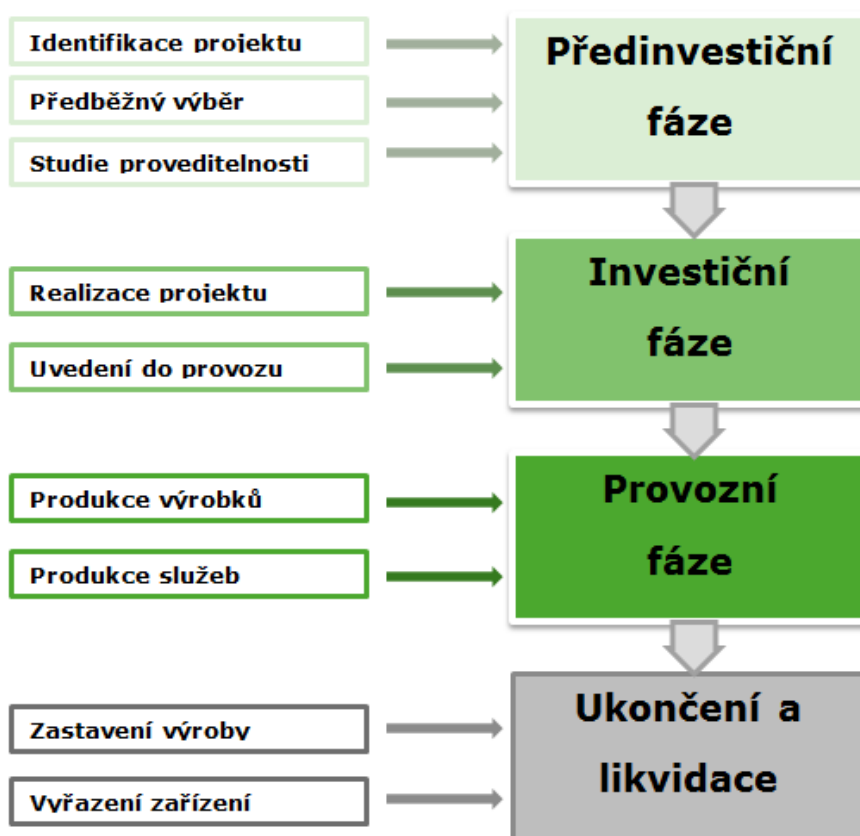 Identifikace projektu
Předběžný výběr
Studie proveditelnosti
Předinvestiční
fáze
Realizace projektu
Uvedení do provozu
Investiční
fáze
Produkce výrobků
Produkce služeb
Provozní
fáze
Zastavení výroby
Vyřazení zařízení
Ukončení a
likvidace